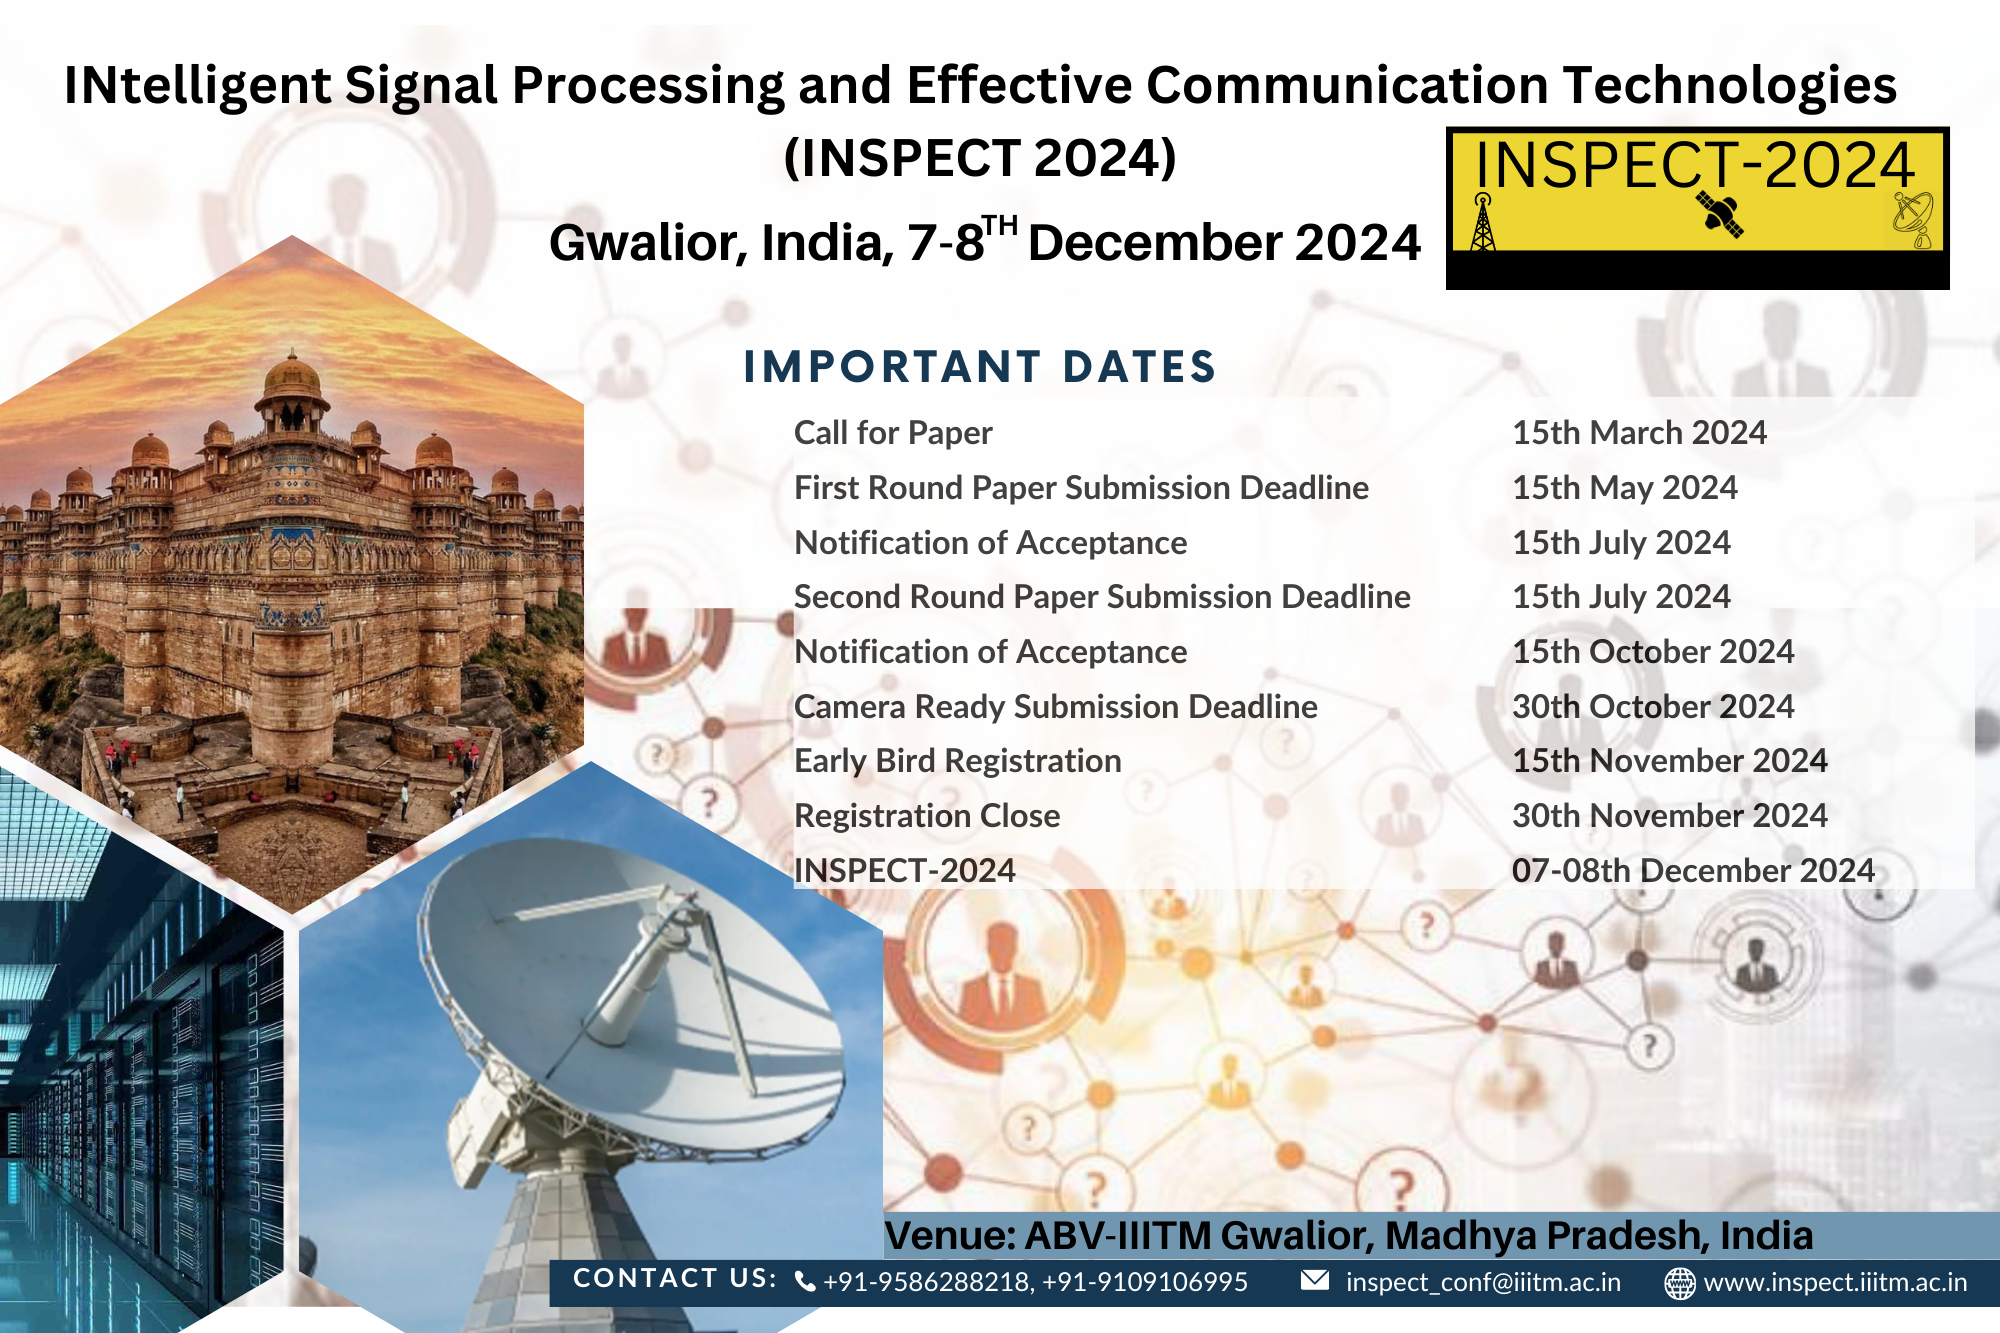 INtelligent Signal Processing and Effective Communication Technologies
(INSPECT 2024)
INSPECT-2024
Gwalior, India, 7-8TH December 2024
IMPORTANT DATES
Call for Paper 15th March 2024
First Round Paper Submission Deadline 15th May 2024
Notification of Acceptance 15th July 2024
Second Round Paper Submission Deadline 15th July 2024
Notification of Acceptance 15th October 2024
Camera Ready Submission Deadline 30th October 2024
Early Bird Registration 15th November 2024
Registration Close 30th November 2024
INSPECT-2024 07-08th December 2024
Venue: ABV-IIITM Gwalior, Madhya Pradesh, India
CONTACT US: +91-9586288218, +91-9109106995 inspect_conf@iiitm.ac.in www.inspect.iiitm.ac.in